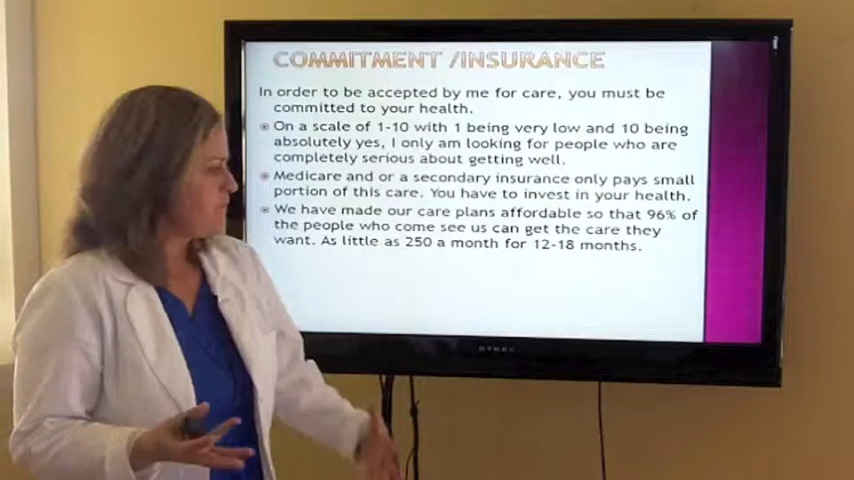 COMMITMENT /INSURANCE
In order to be accepted by me for care, you must be
committed to your health.
On a scale of 1-10 with 1 being very low and 10 being
absolutely yes, I only am looking for people who are
completely serious about getting well.
Medicare and or a secondary insurance only pays small
portion of this care. You have to invest in your health.
We have made our care plans affordable so that 96% of
the people who come see us can get the care they
want. As little as 250 a month for 12-18 months.